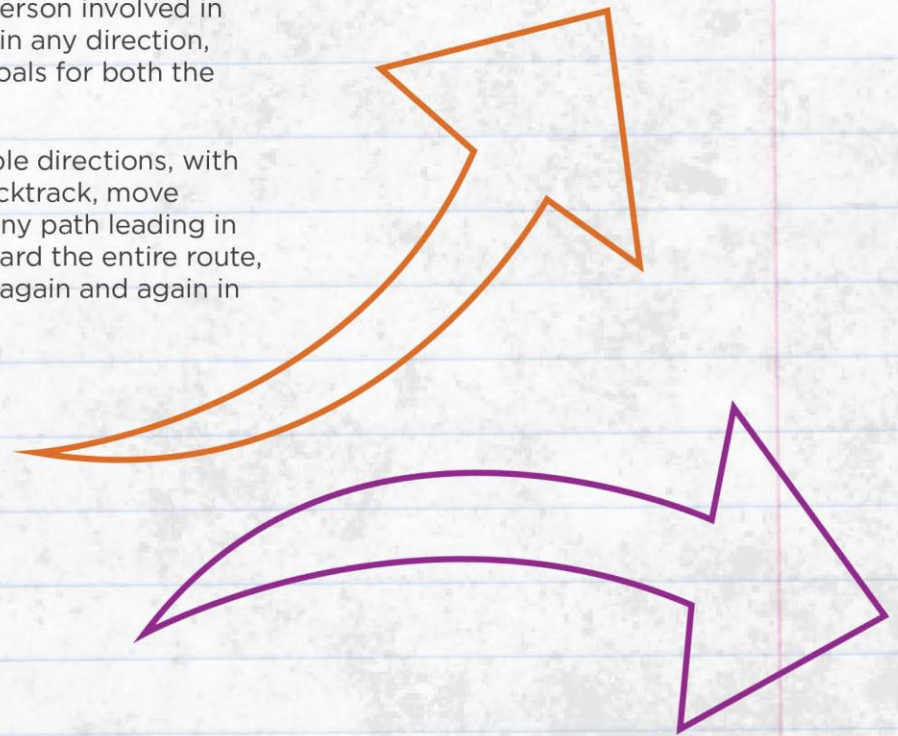 erson involved in
in any direction,
oals for both the
ole directions, with
cktrack, move
ny path leading in
ard the entire route,
again and again in